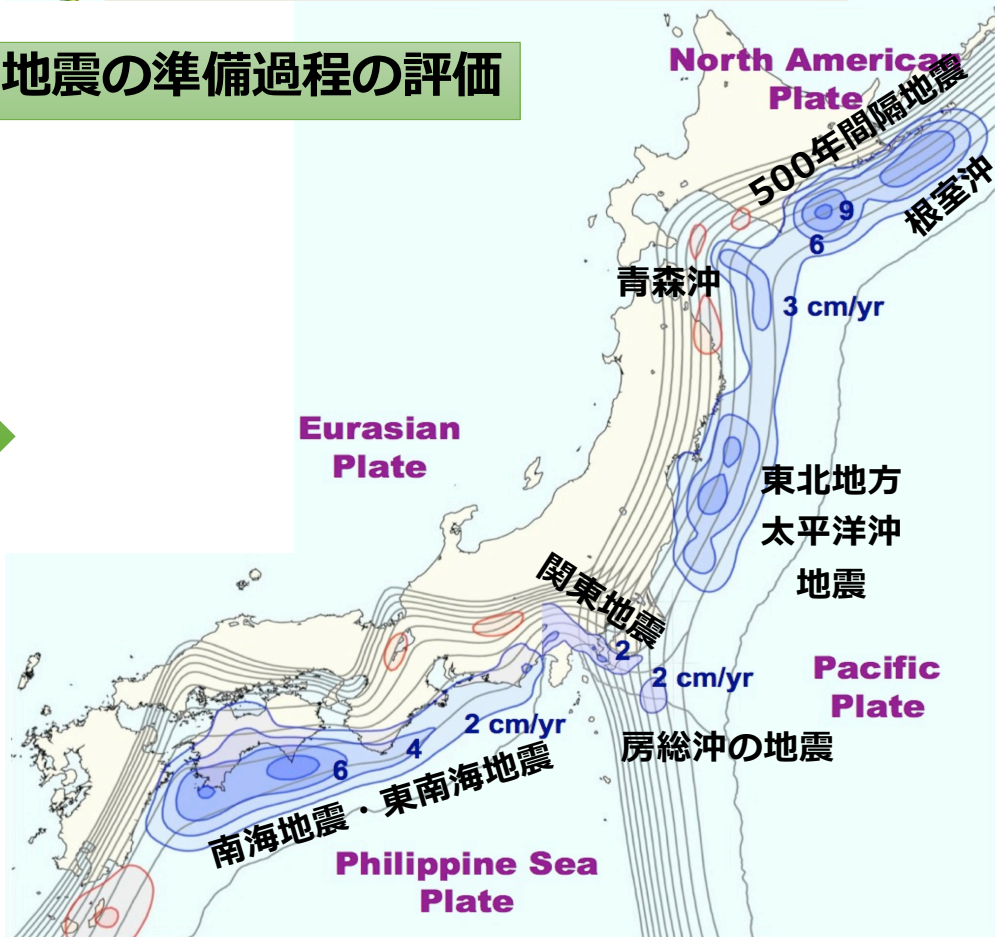 地震の準備過程の評価
North American
Plate
500年間隔地震
根室沖
9
6
青森沖
3 cm/yr
Eurasian
Plate
東北地方
太平洋沖
地震
関東地震
2
2 cm/yr
Pacific
Plate
房総沖の地震
2 cm/yr
4
6
南海地震・東南海地震
Philippine Sea
Plate